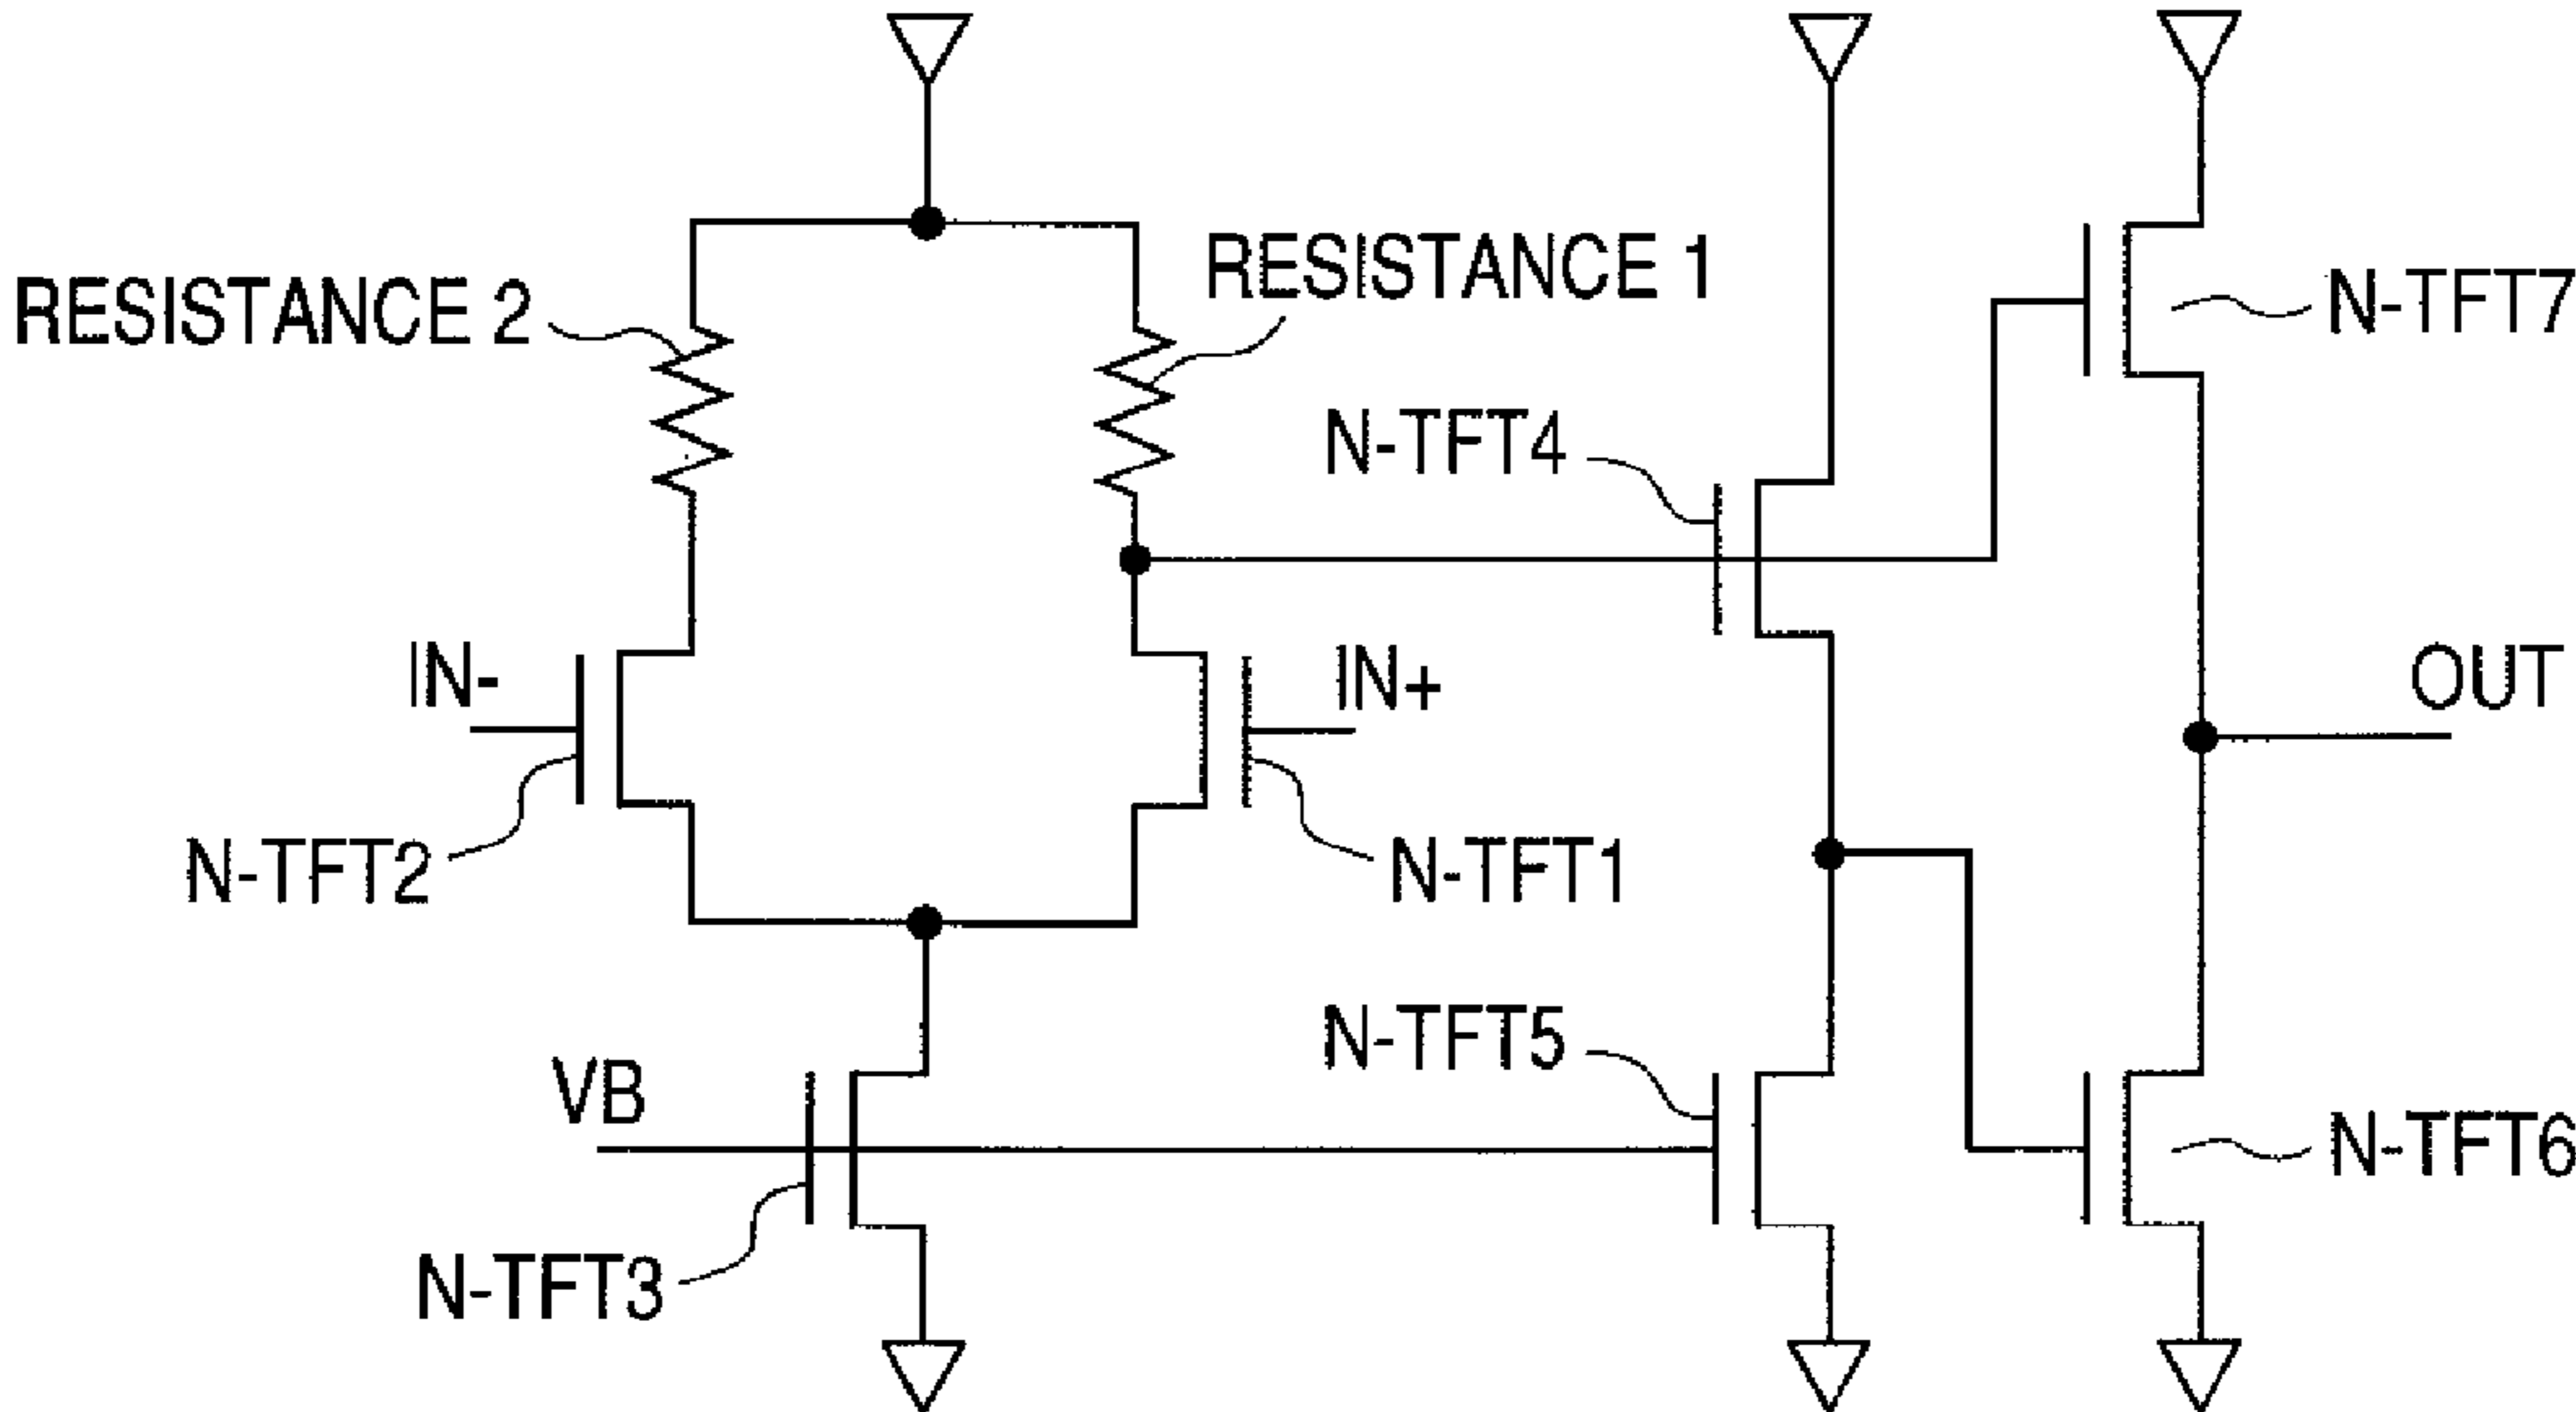 RESISTANCE 1
RESISTANCE 2
N-TFT7
N-TFT4
IN-
IN+
OUT
N-TFT2
N-TFT1
N-TFT5
VB
N-TFT6
N-TFT3